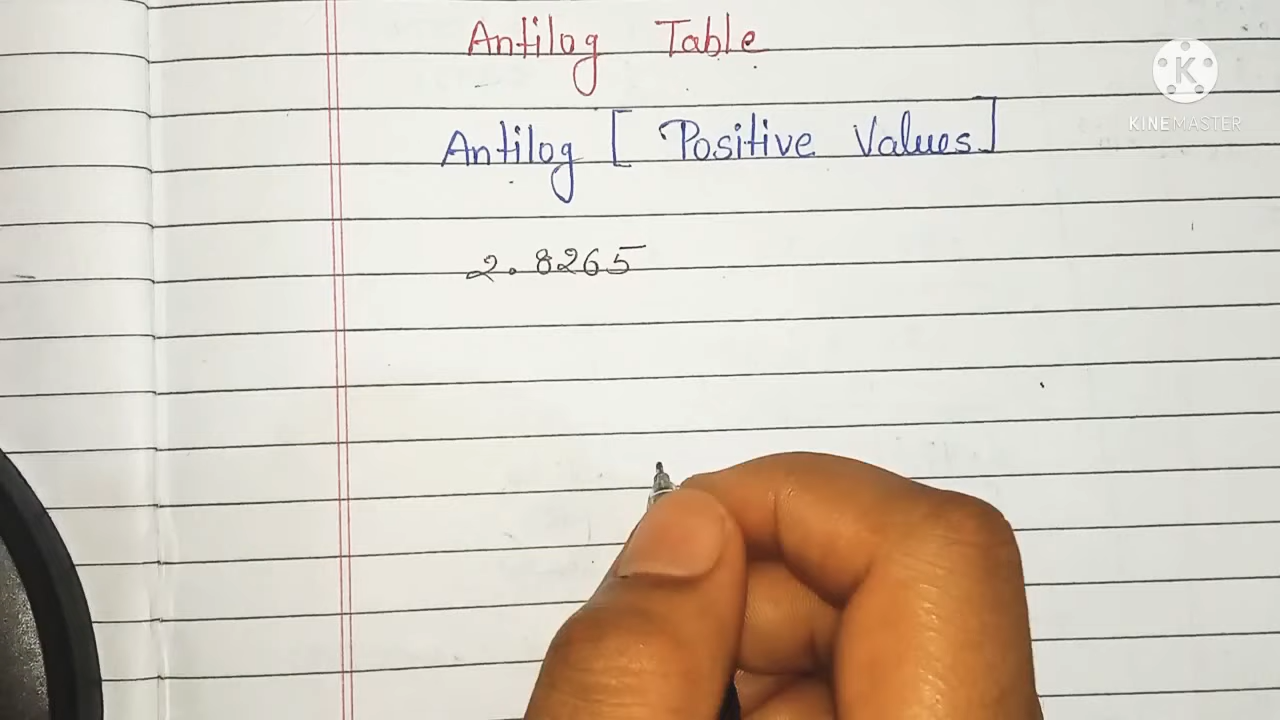 Antilog Table
K
KINEMASTER
Antilog [ Positive Values]
2.8265